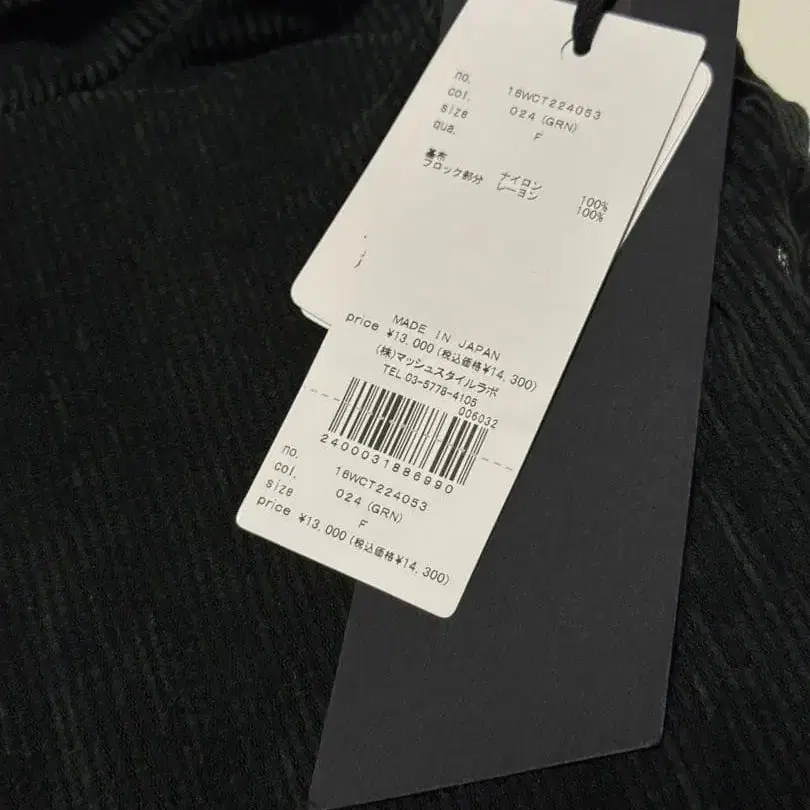 no. 16WCT224053
col. 024 (GRN)
size F
qua.
基布 ナイロン 100%
フロック部分 レーヨン 100%
MADE IN JAPAN
price ¥13,000(税込価格¥14,300)
(株)マッシュスタイルラボ
TEL.03-5778-4105
006032
2400031886990
no. 16WCT224053
col. 024 (GRN)
size F
price ¥13,000(税込価格¥14,300)